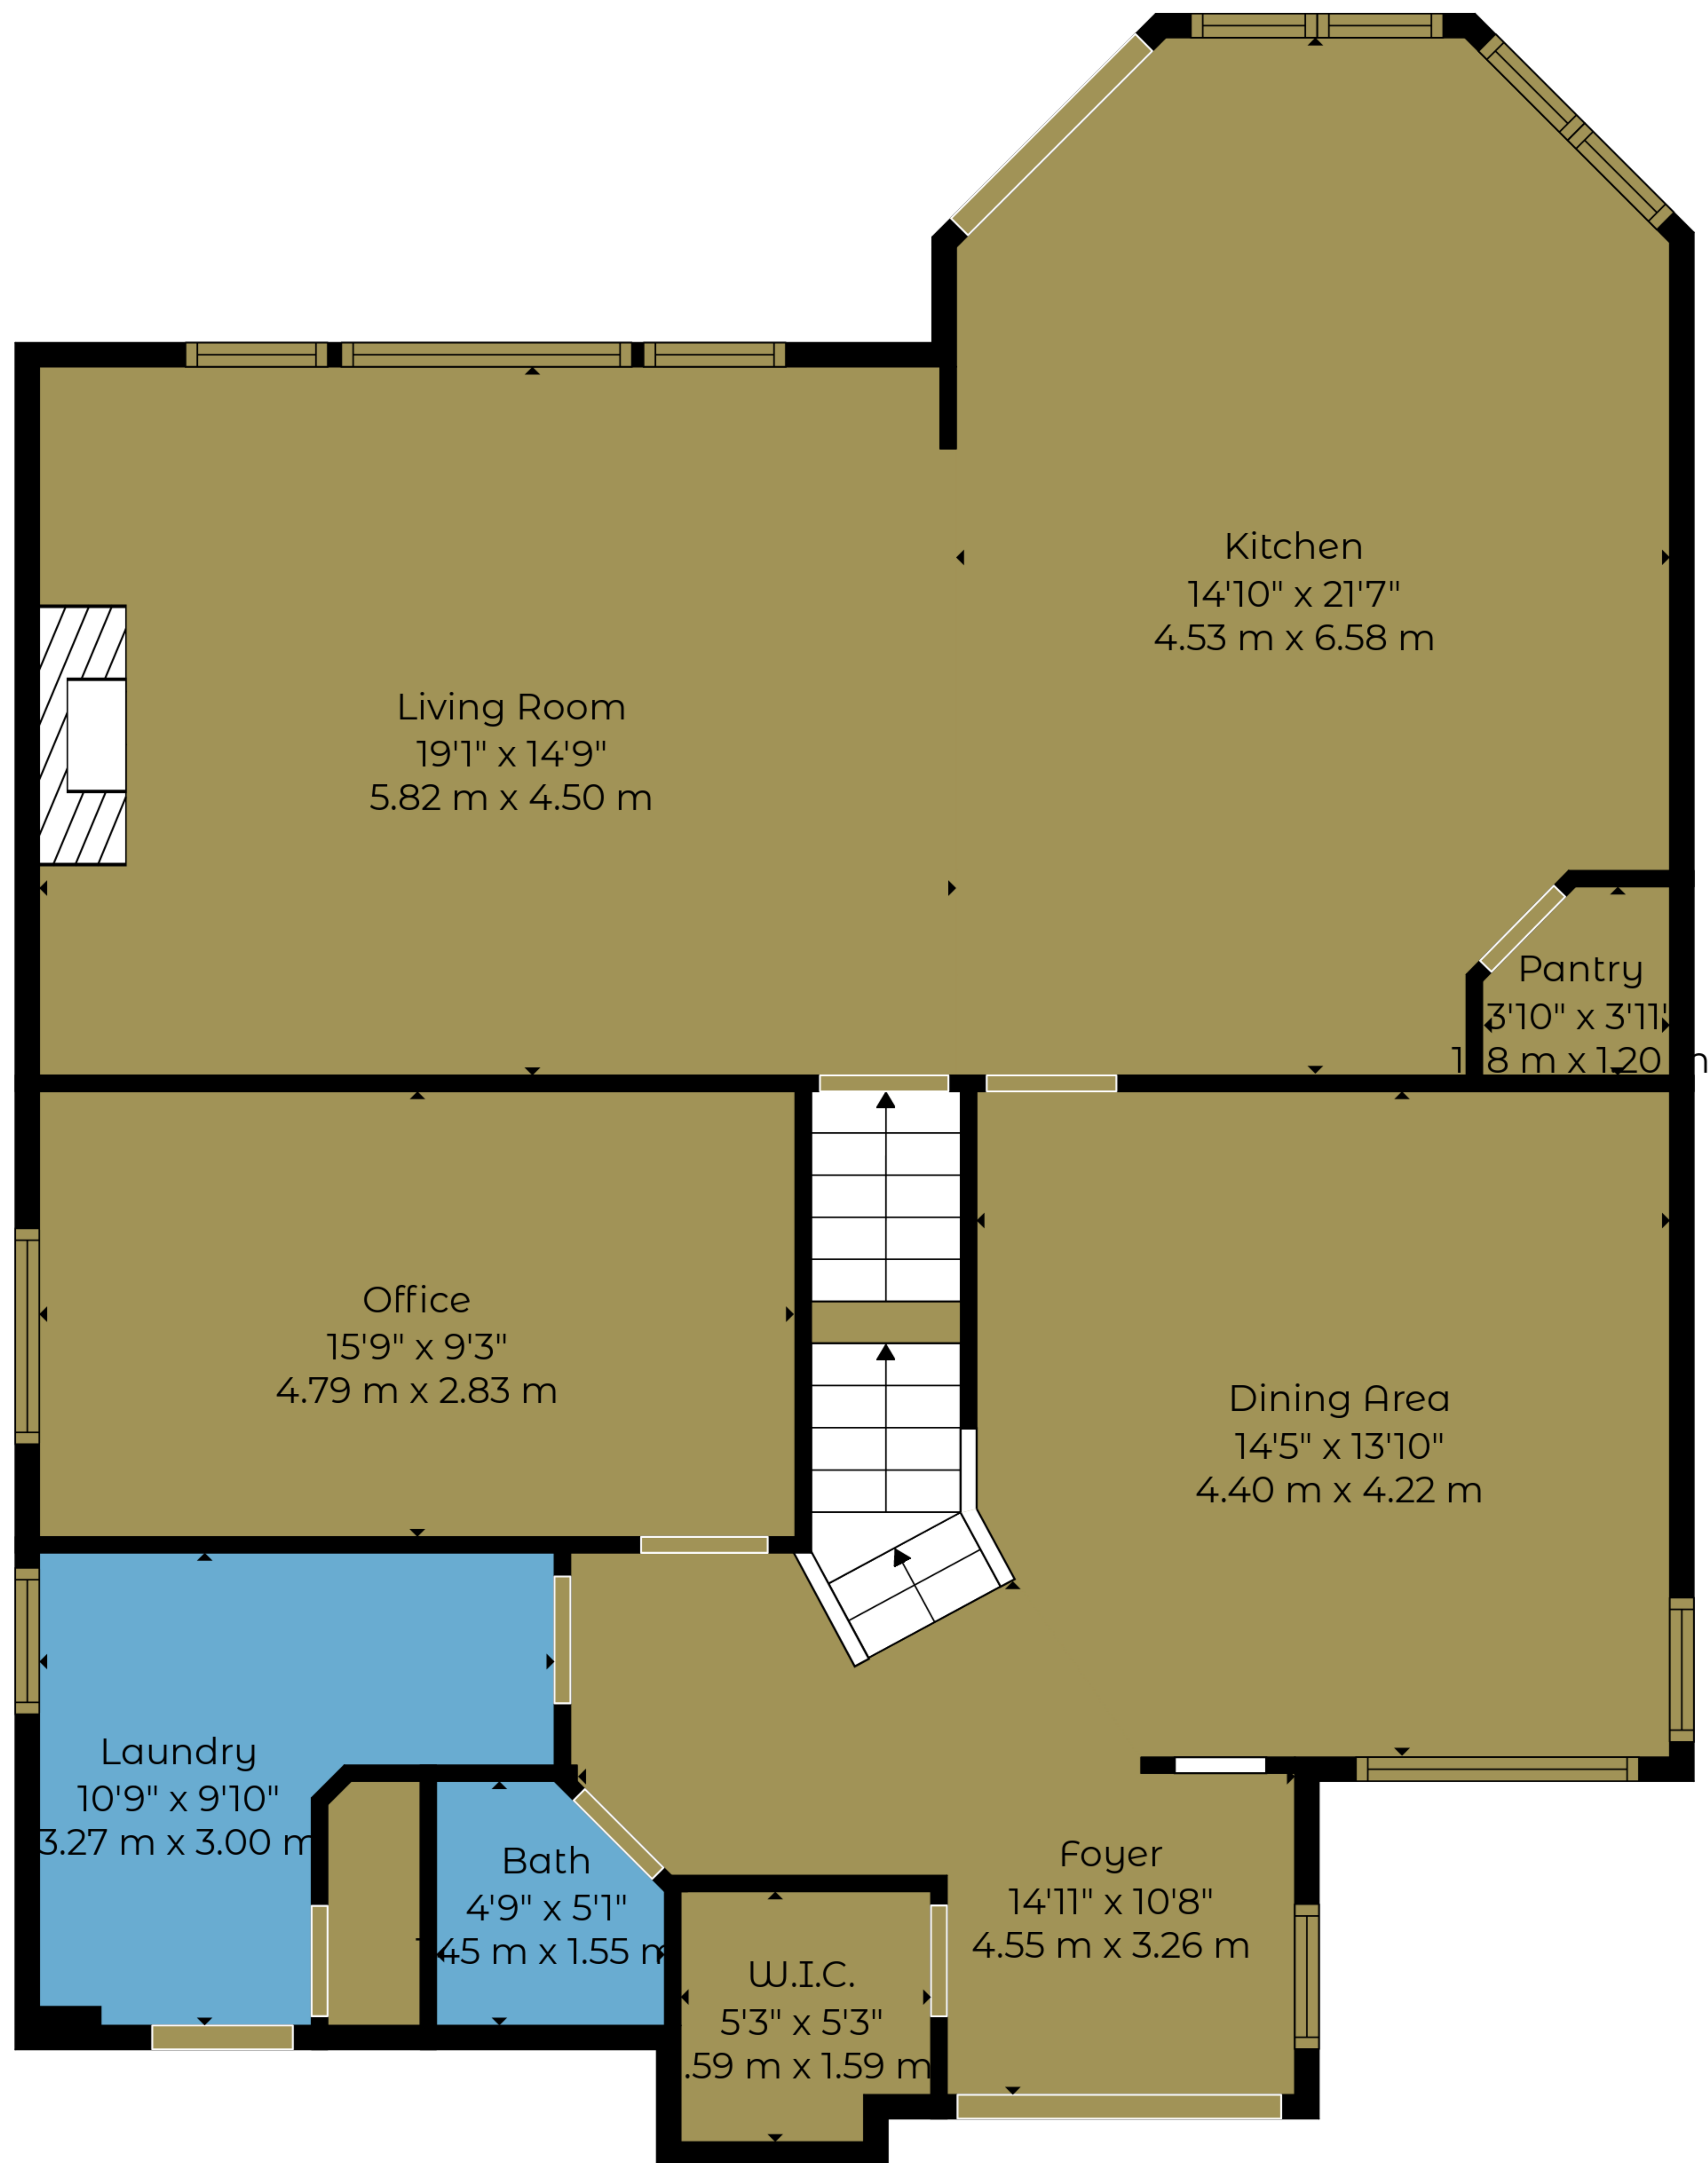 Kitchen
14'10" x 21'7"
4.53 m x 6.58 m
Living Room
19'1" x 14'9"
5.82 m x 4.50 m
Pantry
3'10" x 3'11"
8 m x 1.20 m
Office
15'9" x 9'3"
4.79 m x 2.83 m
Dining Area
14'5" x 13'10"
4.40 m x 4.22 m
Laundry
10'9" x 9'10"
3.27 m x 3.00 m
Bath
4'9" x 5'1"
45 m x 1.55 m
Foyer
14'11" x 10'8"
4.55 m x 3.26 m
W.I.C.
5'3" x 5'3"
.59 m x 1.59 m